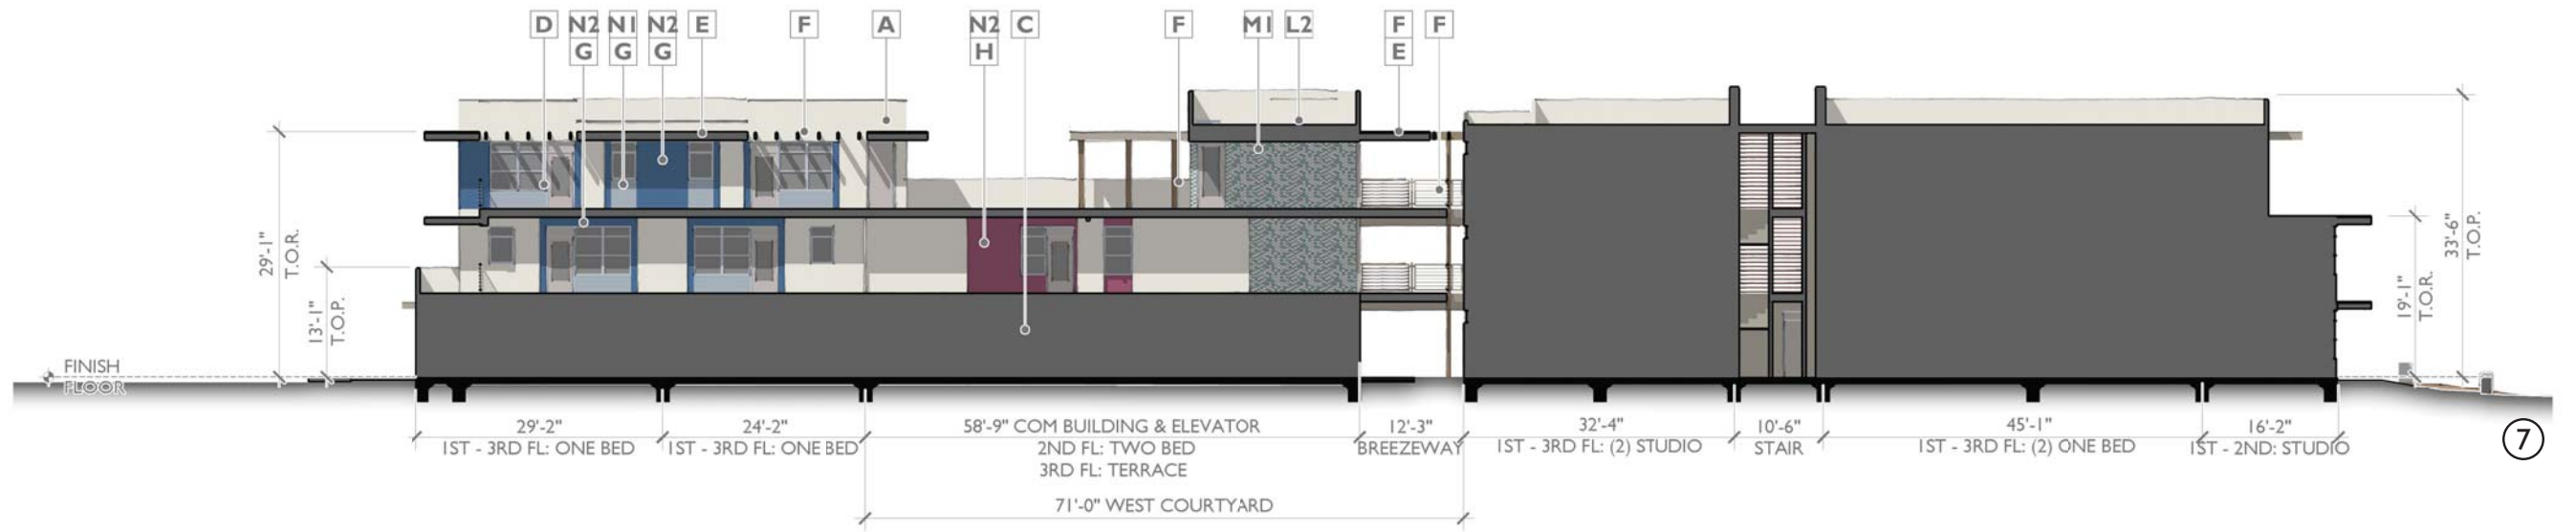 D N2 N1 N2 E F A N2 C F M1 L2 F F
G G G H E
29'-1"
T.O.R.
13'-1"
T.O.P.
FINISH
FLOOR
33'-6"
T.O.P.
19'-1"
T.O.R.
29'-2"
1ST - 3RD FL: ONE BED
24'-2"
1ST - 3RD FL: ONE BED
58'-9" COM BUILDING & ELEVATOR
2ND FL: TWO BED
3RD FL: TERRACE
12'-3"
BREEZEWAY
32'-4"
1ST - 3RD FL: (2) STUDIO
10'-6"
STAIR
45'-1"
1ST - 3RD FL: (2) ONE BED
16'-2"
1ST - 2ND: STUDIO
71'-0" WEST COURTYARD
7